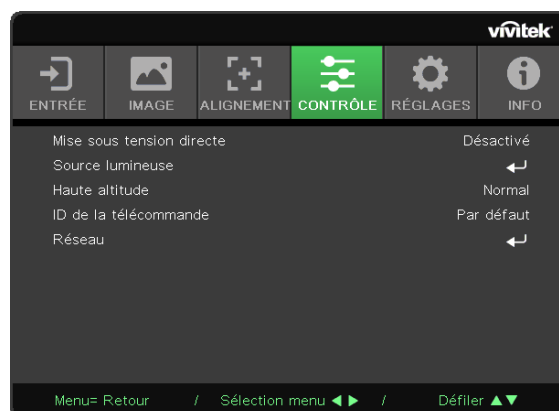 vivitek
ENTRÉE IMAGE ALIGNEMENT CONTRÔLE RÉGLAGES INFO
Mise sous tension directe Désactivé
Source lumineuse
Haute altitude Normal
ID de la télécommande Par défaut
Réseau
Menu= Retour / Sélection menu ◄ ► / Défiler ▲▼